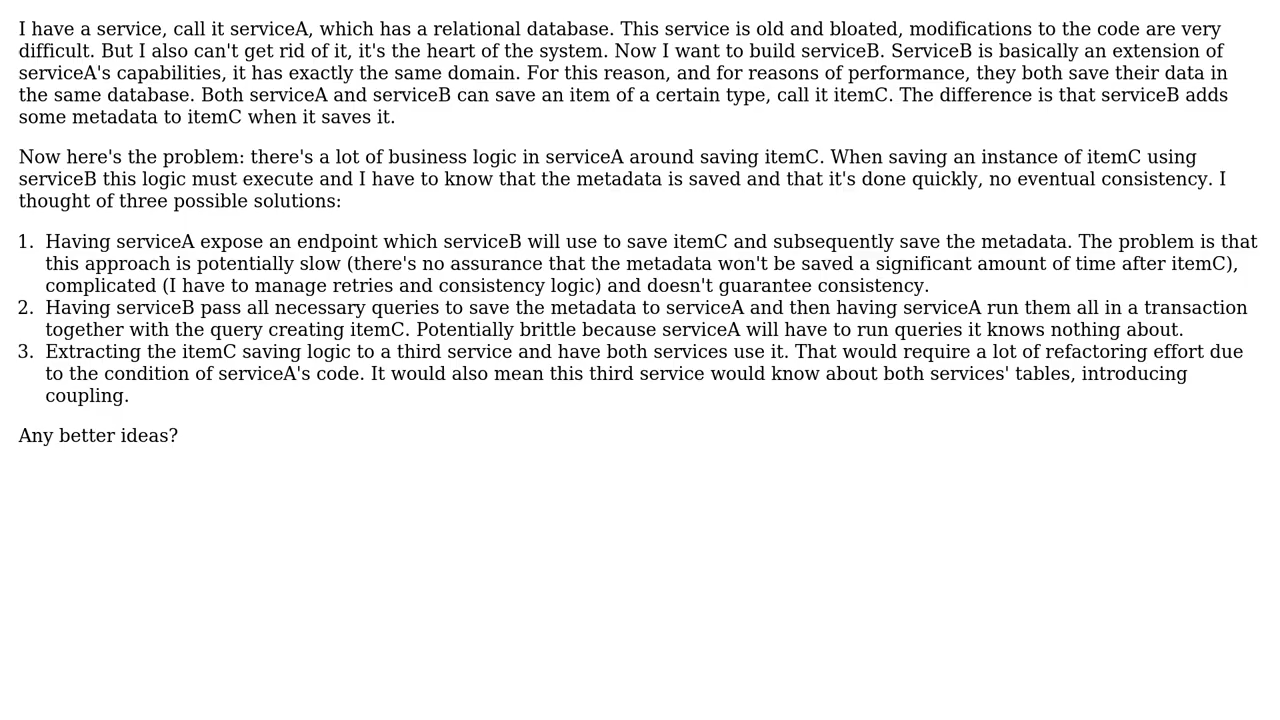 I have a service, call it serviceA, which has a relational database. This service is old and bloated, modifications to the code are very
difficult. But I also can't get rid of it, it's the heart of the system. Now I want to build serviceB. ServiceB is basically an extension of
serviceA's capabilities, it has exactly the same domain. For this reason, and for reasons of performance, they both save their data in
the same database. Both serviceA and serviceB can save an item of a certain type, call it itemC. The difference is that serviceB adds
some metadata to itemC when it saves it.
Now here's the problem: there's a lot of business logic in serviceA around saving itemC. When saving an instance of itemC using
serviceB this logic must execute and I have to know that the metadata is saved and that it's done quickly, no eventual consistency. I
thought of three possible solutions:
1. Having serviceA expose an endpoint which serviceB will use to save itemC and subsequently save the metadata. The problem is that
this approach is potentially slow (there's no assurance that the metadata won't be saved a significant amount of time after itemC),
complicated (I have to manage retries and consistency logic) and doesn't guarantee consistency.
2. Having serviceB pass all necessary queries to save the metadata to serviceA and then having serviceA run them all in a transaction
together with the query creating itemC. Potentially brittle because serviceA will have to run queries it knows nothing about.
3. Extracting the itemC saving logic to a third service and have both services use it. That would require a lot of refactoring effort due
to the condition of serviceA's code. It would also mean this third service would know about both services' tables, introducing
coupling.
Any better ideas?